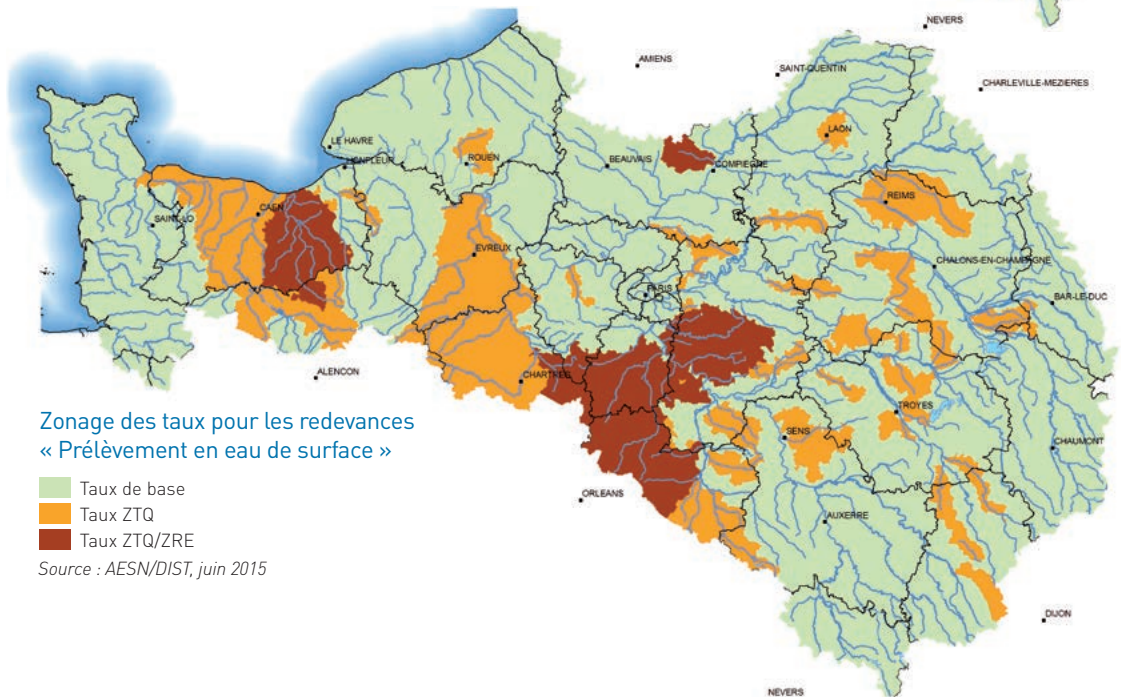 NEVERS
AMIENS
SAINT-QUENTIN
CHARLEVILLE-MEZIERES
LAON
LE HAVRE
HONFLEUR
ROUEN
BEAUVAIS
COMPIEGNE
REIMS
SAINT-LO
CAEN
EVREUX
PARIS
CHALONS-EN-CHAMPAGNE
BAR-LE-DUC
ALENCON
CHARTRES
TROYES
SENS
CHAUMONT
ORLEANS
AUXERRE
DIJON
NEVERS
Zonage des taux pour les redevances
« Prélèvement en eau de surface »
Taux de base
Taux ZTQ
Taux ZTQ/ZRE
Source : AESN/DIST, juin 2015